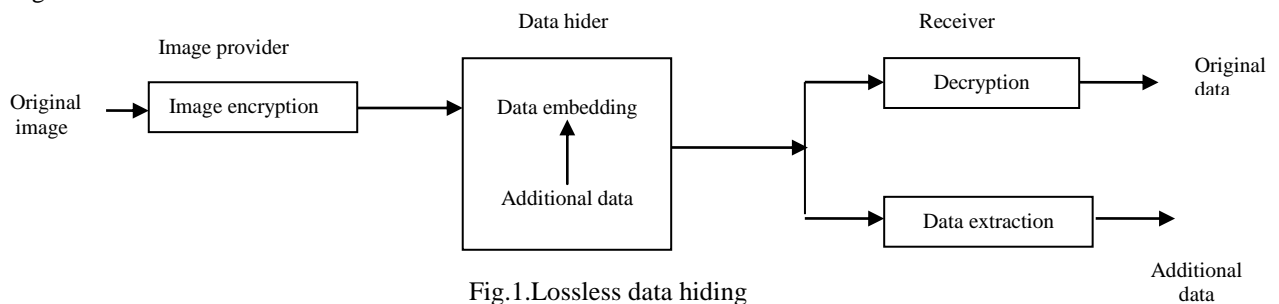 Data hider
Receiver
Image provider
Original
image
Image encryption
Data embedding
Additional data
Decryption
Original
data
Data extraction
Additional
data
Fig.1.Lossless data hiding